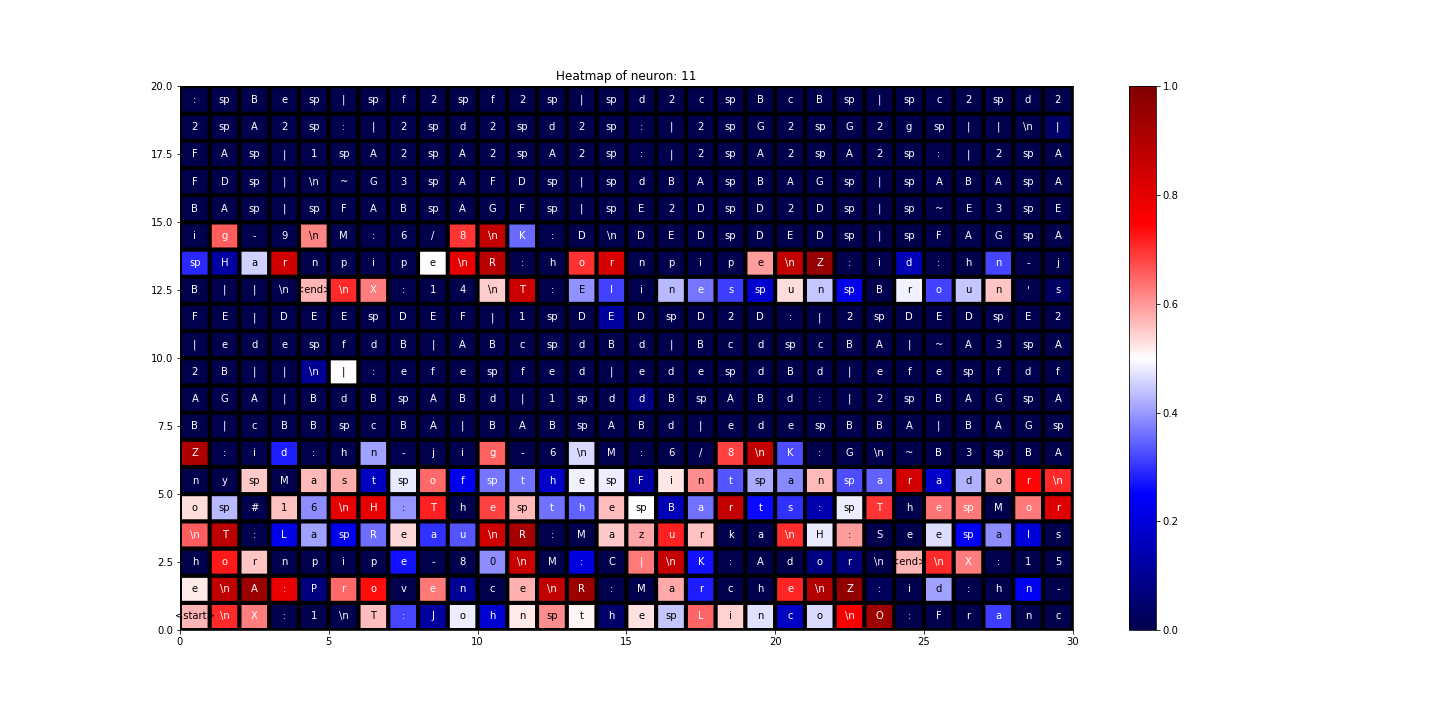 Heatmap of neuron: 11
20.0
17.5
15.0
12.5
10.0
7.5
5.0
2.5
0.0
: sp B e sp | sp f 2 sp f 2 sp | sp d 2 c sp B c B sp | sp c 2 sp d 2
2 sp A 2 sp : | 2 sp d 2 sp d 2 sp : | 2 sp G 2 sp G 2 g sp | | \n |
F A sp | 1 sp A 2 sp A 2 sp A 2 sp : | 2 sp A 2 sp A 2 sp : | 2 sp A
F D sp | \n ~ G 3 sp A F D sp | sp d B A sp B A G sp | sp A B A sp A
B A sp | sp F A B sp A G F sp | sp E 2 D sp D 2 D sp | sp ~ E 3 sp E
i g - 9 \n M : 6 / 8 \n K : D \n D E D sp D E D sp | sp F A G sp A
sp H a r n p i p e \n R : h o r n p i p e \n Z : i d : h n - j
B | | \n <end> \n X : 1 4 \n T : E l i n e s sp u n sp B r o u n ' s
F E | D E E sp D E F | 1 sp D E D sp D 2 D : | 2 sp D E D sp E 2
| e d e sp f d B | A B c sp d B d | B c d sp c B A | ~ A 3 sp A
2 B | | \n | : e f e sp f e d | e d e sp d B d | e f e sp f d f
A G A | B d B sp A B d | 1 sp d d B sp A B d : | 2 sp B A G sp A
B | c B B sp c B A | B A B sp A B d | e d e sp B B A | B A G sp
Z : i d : h n - j i g - 6 \n M : 6 / 8 \n K : G \n ~ B 3 sp B A
n y sp M a s t sp o f sp t h e sp F i n t sp a n sp a r a d o r \n
o sp # 1 6 \n H : T h e sp t h e sp B a r t s : sp T h e sp M o r
\n T : L a sp R e a u \n R : M a z u r k a \n H : S e e sp a l s
h o r n p i p e - 8 0 \n M : C | \n K : A d o r \n <end> \n X : 1 5
e \n A : P r o v e n c e \n R : M a r c h e \n Z : i d : h n -
<start> \n X : 1 \n T : J o h n sp t h e sp L i n c o \n O : F r a n c
0 5 10 15 20 25 30
1.0
0.8
0.6
0.4
0.2
0.0